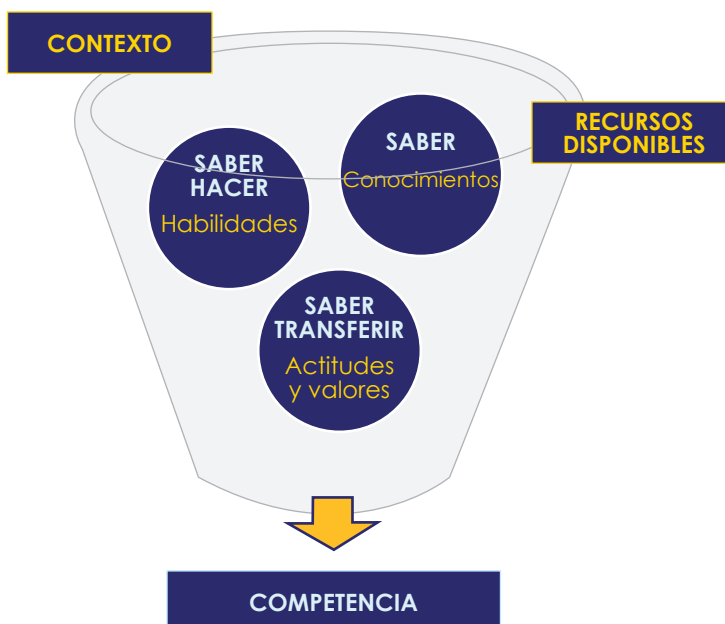 CONTEXTO
RECURSOS
DISPONIBLES
SABER
HACER
Habilidades
SABER
Conocimientos
SABER
TRANSFERIR
Actitudes
y valores
COMPETENCIA